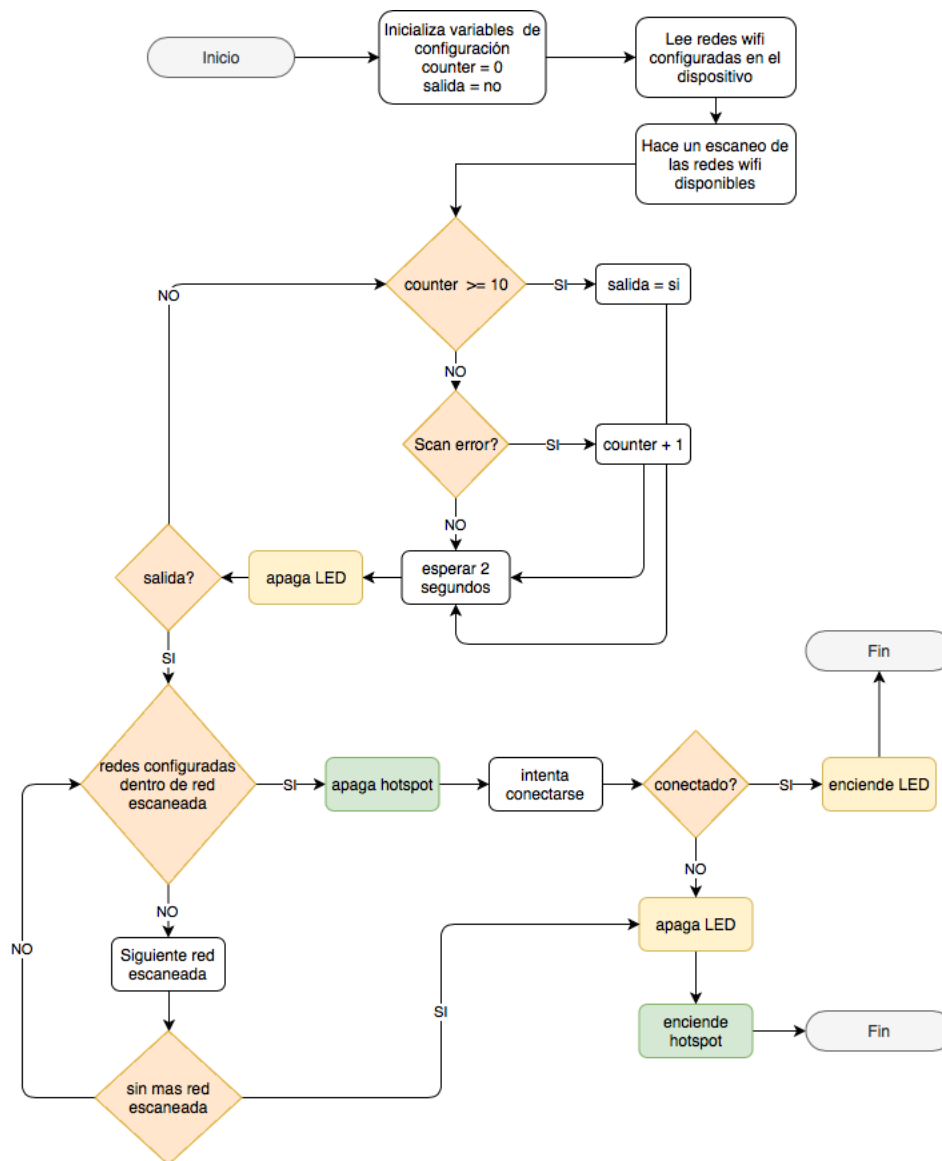 Inicio
Inicializa variables de
configuración
counter = 0
salida = no
Lee redes wifi
configuradas en el
dispositivo
Hace un escaneo de
las redes wifi
disponibles
counter >= 10
SI
salida = si
NO
NO
Scan error?
SI
counter + 1
NO
salida?
apaga LED
esperar 2
segundos
SI
Fin
redes configuradas
dentro de red
escaneada
SI
apaga hotspot
intenta
conectarse
conectado?
SI
enciende LED
NO
NO
apaga LED
Siguiente red
escaneada
NO
SI
enciende
hotspot
Fin
sin mas red
escaneada